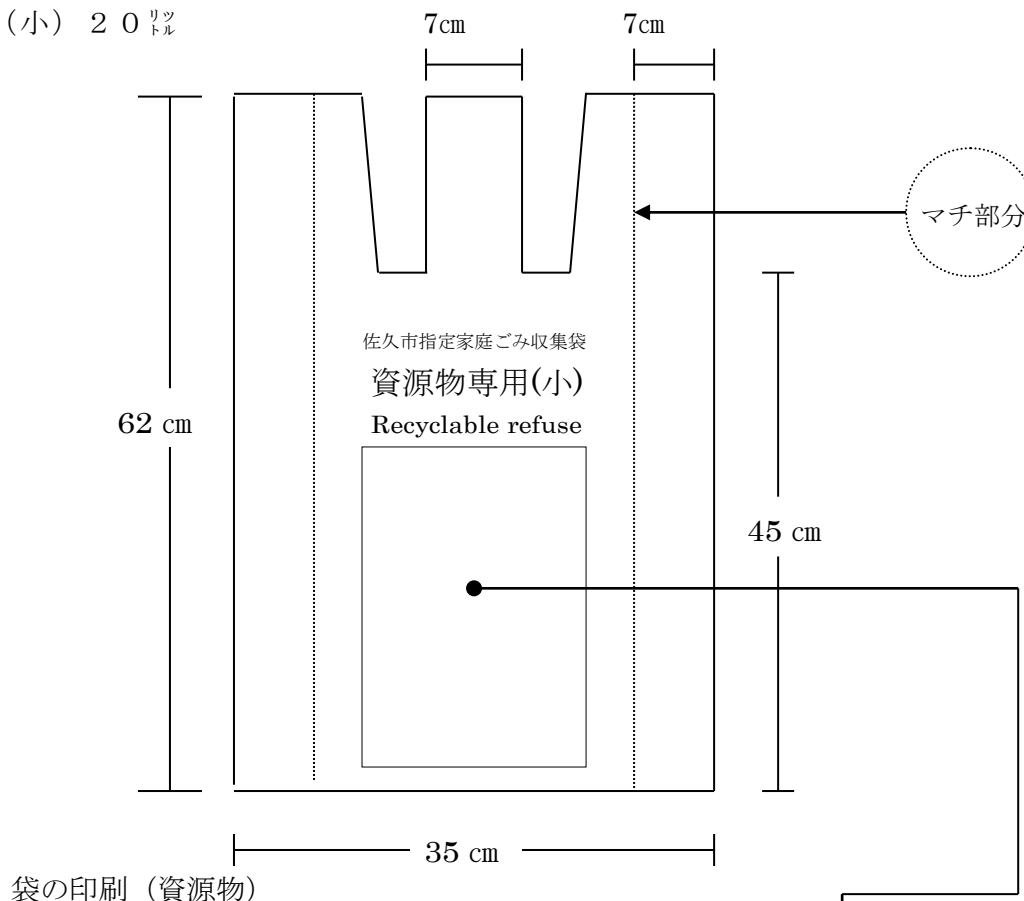 （小）２０㍑
7㎝ 7㎝
マチ部分
佐久市指定家庭ごみ収集袋
資源物専用(小)
Recyclable refuse
62 ㎝
45 ㎝
35 ㎝
袋の印刷（資源物）